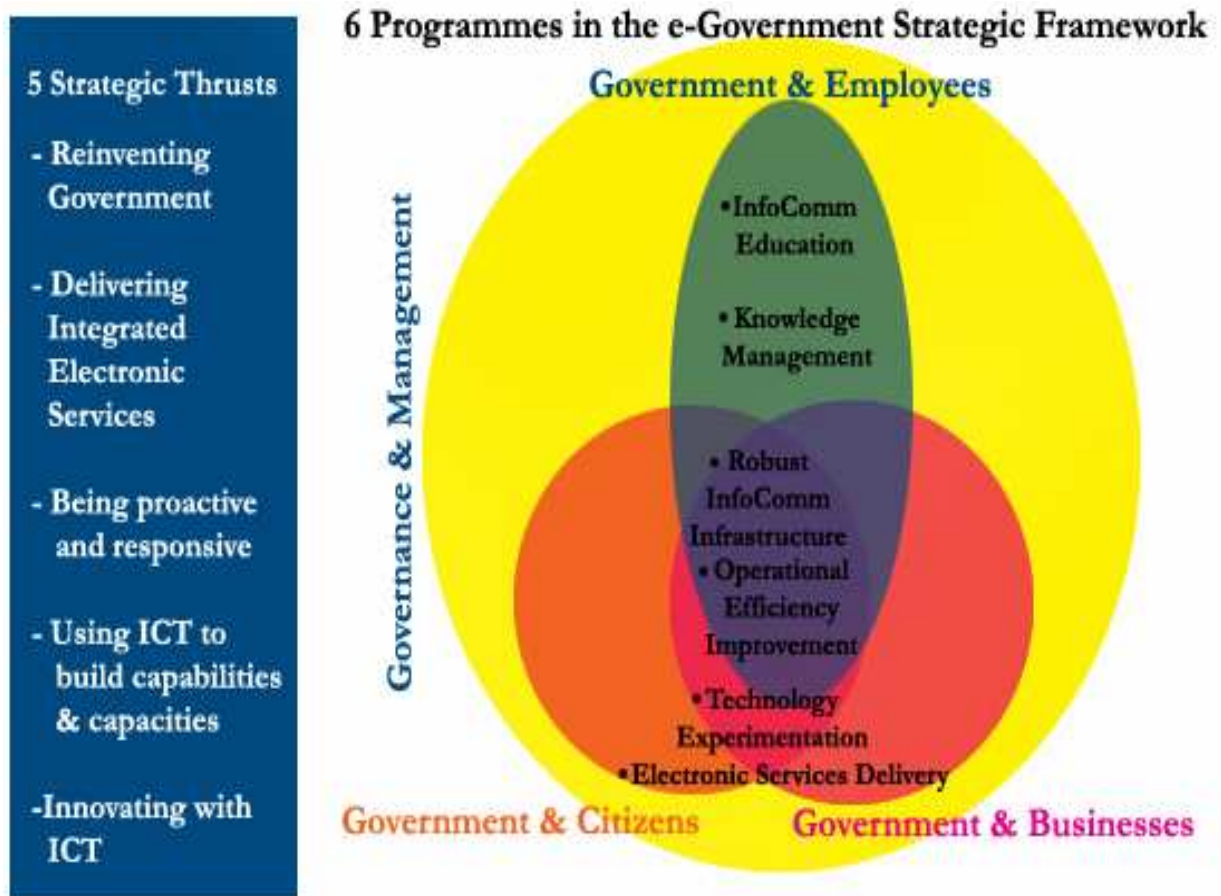 6 Programmes in the e-Government Strategic Framework
5 Strategic Thrusts
- Reinventing
Government
- Delivering
Integrated
Electronic
Services
- Being proactive
and responsive
- Using ICT to
build capabilities
& capacities
-Innovating with
ICT
Governance & Management
Government & Employees
• InfoComm
Education
• Knowledge
Management
• Robust
InfoComm
Infrastructure
• Operational
Efficiency
Improvement
• Technology
Experimentation
• Electronic Services Delivery
Government & Citizens
Government & Businesses